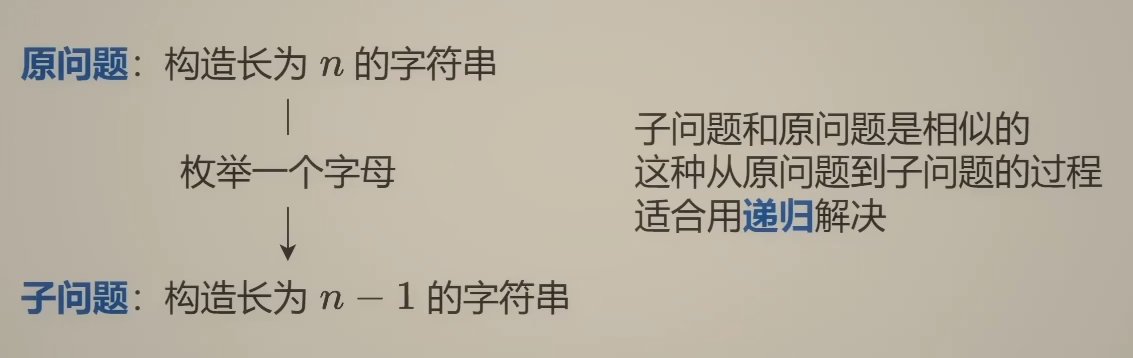 原问题：构造长为 n 的字符串
枚举一个字母
子问题：构造长为 n − 1 的字符串
子问题和原问题是相似的
这种从原问题到子问题的过程
适合用递归解决